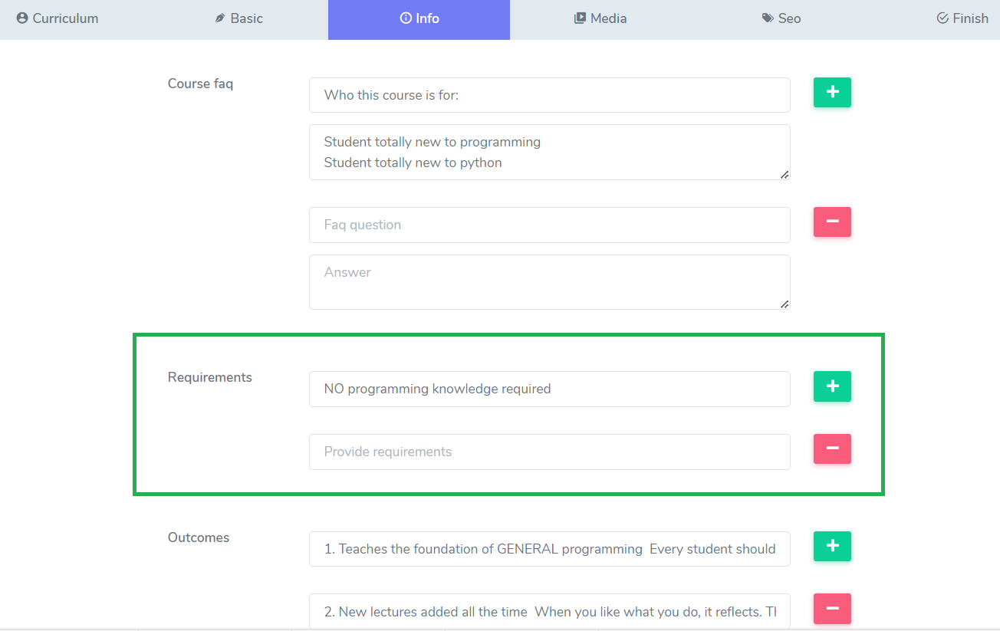 Curriculum
Basic
Info
Media
Seo
Finish
Course faq
Who this course is for:
Student totally new to programming
Student totally new to python
Faq question
Answer
Requirements
NO programming knowledge required
Provide requirements
Outcomes
1. Teaches the foundation of GENERAL programming  Every student should
2. New lectures added all the time  When you like what you do, it reflects.